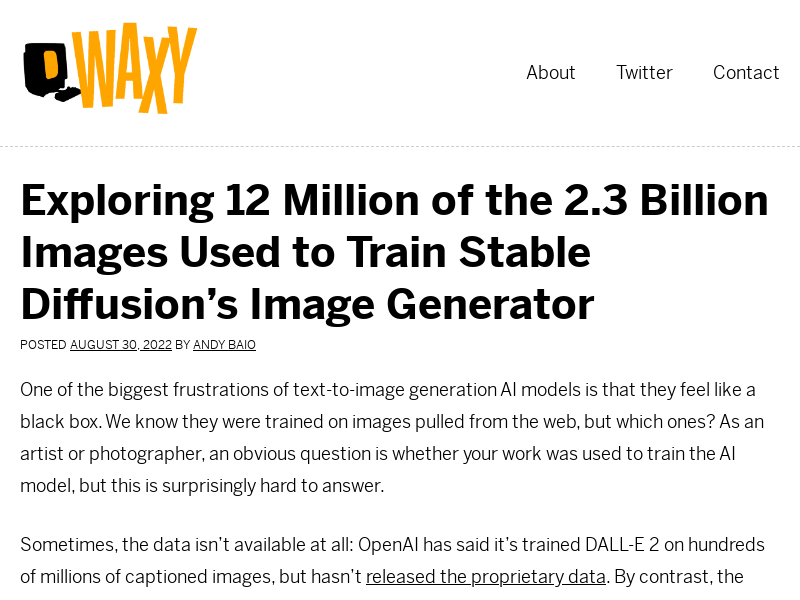 WAXY
About Twitter Contact
Exploring 12 Million of the 2.3 Billion
Images Used to Train Stable
Diffusion’s Image Generator
POSTED AUGUST 30, 2022 BY ANDY BAIO
One of the biggest frustrations of text-to-image generation AI models is that they feel like a
black box. We know they were trained on images pulled from the web, but which ones? As an
artist or photographer, an obvious question is whether your work was used to train the AI
model, but this is surprisingly hard to answer.
Sometimes, the data isn’t available at all: OpenAI has said it’s trained DALL-E 2 on hundreds
of millions of captioned images, but hasn’t released the proprietary data. By contrast, the